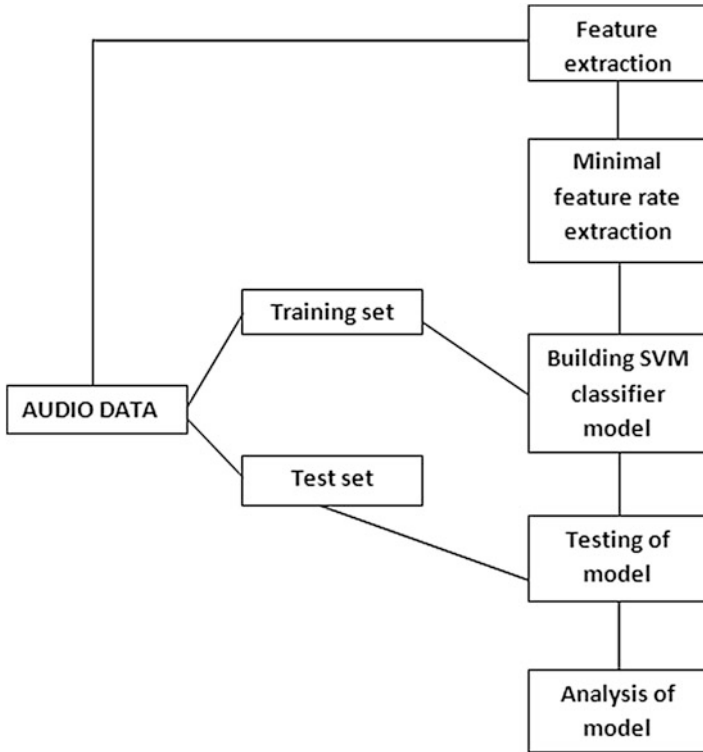 Feature
extraction
Minimal
feature rate
extraction
Training set
Building SVM
classifier
model
AUDIO DATA
Test set
Testing of
model
Analysis of
model